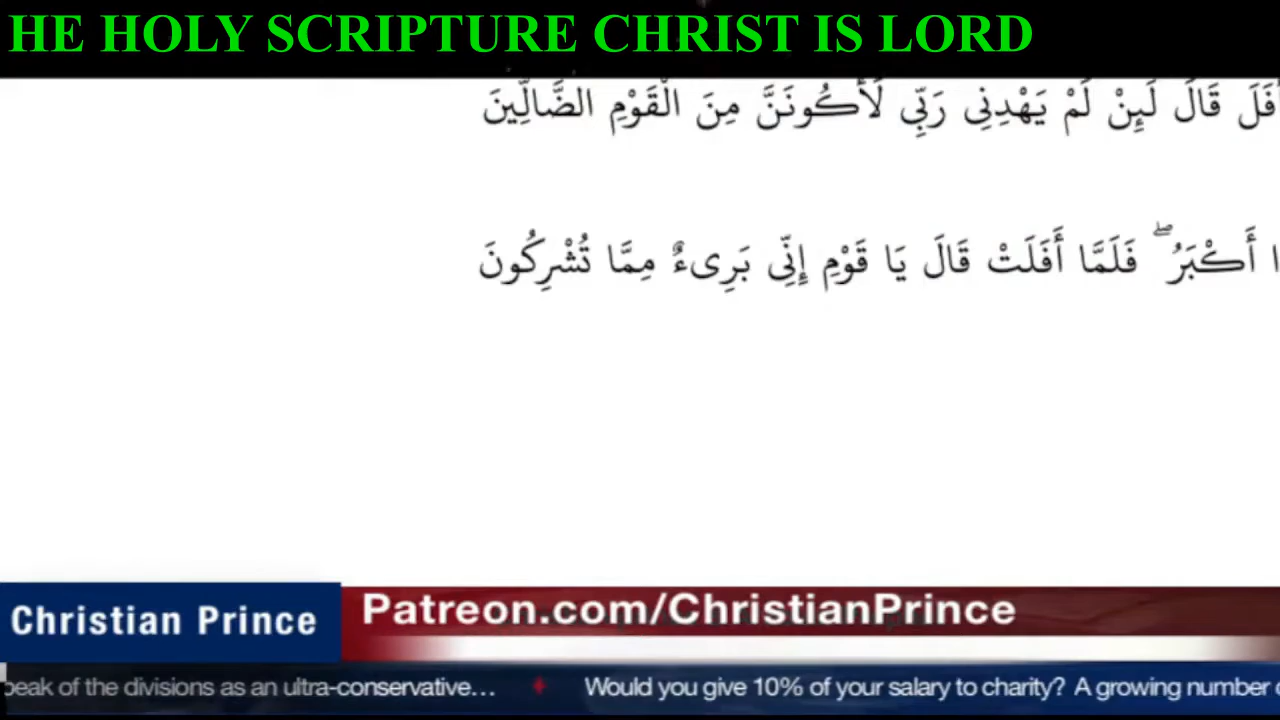 HE HOLY SCRIPTURE CHRIST IS LORD
أَفَلَ قَالَ لَئِنْ لَمْ يَهْدِنِي رَبِّي لَأَكُونَنَّ مِنَ الْقَوْمِ الضَّالِّينَ
أَكْبَرُ ۖ فَلَمَّا أَفَلَتْ قَالَ يَا قَوْمِ إِنِّي بَرِيءٌ مِمَّا تُشْرِكُونَ
Christian Prince
Patreon.com/ChristianPrince
peak of the divisions as an ultra-conservative... Would you give 10% of your salary to charity? A growing number